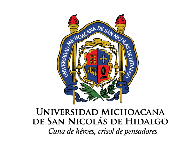 UNIVERSIDAD MICHOACANA
DE SAN NICOLÁS DE HIDALGO
Cuna de héroes, crisol de pensadores